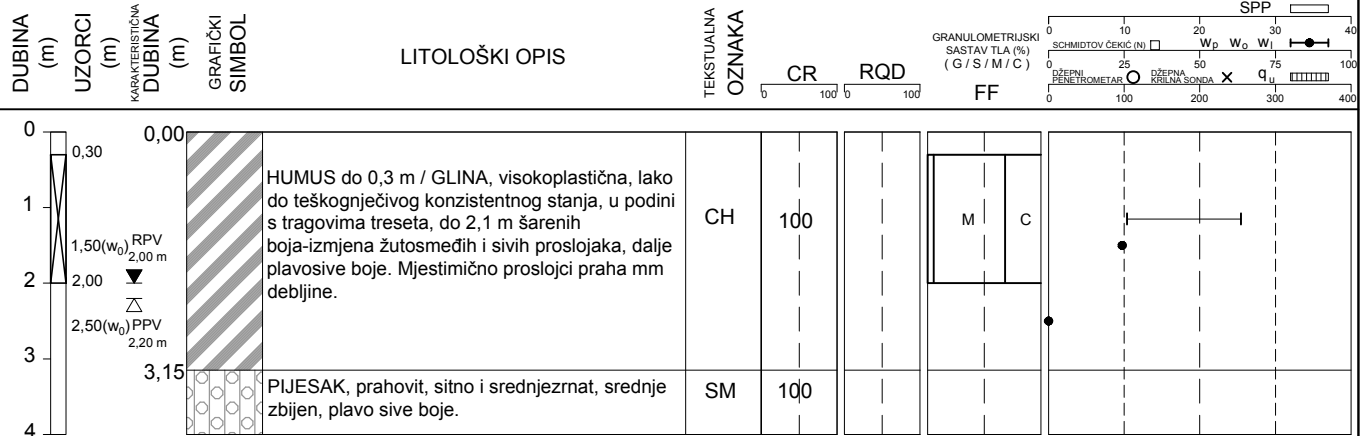 DUBINA
(m)
UZORCI
(m)
KARAKTERISTIČNA
DUBINA
(m)
GRAFIČKI
SIMBOL
LITOLOŠKI OPIS
TEKSTUALNA
OZNAKA
CR
0 100
RQD
0 100
GRANULOMETRIJSKI
SASTAV TLA (%)
( G / S / M / C )
FF
SPP
0 10 20 30 40
SCHMIDTOV ČEKIĆ (N) wp wo wl
0 25 50 75 100
DŽEPNI
PENETROMETAR
DŽEPNA
KRILNA SONDA
qu
0 100 200 300 400
0
0,30
0,00
HUMUS do 0,3 m / GLINA, visokoplastična, lako
do teškognječivog konzistentnog stanja, u podini
s tragovima treseta, do 2,1 m šarenih
boja-izmjena žutosmeđih i sivih proslojaka, dalje
plavosive boje. Mjestimično proslojci praha mm
debljine.
CH
100
M C
1
1,50(w0) RPV
2,00 m
2
2,00
2,50(w0) PPV
2,20 m
3
3,15
PIJESAK, prahovit, sitno i srednjezrnat, srednje
zbijen, plavo sive boje.
SM
100
4